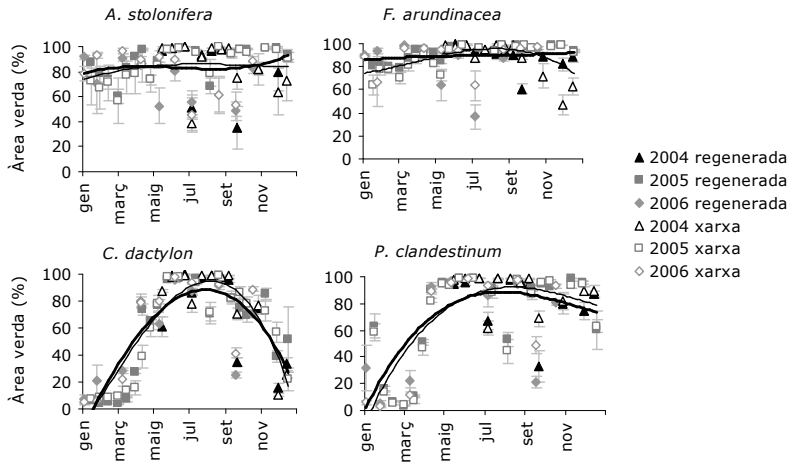 A. stolonifera
F. arundinacea
Àrea verda (%)
100
80
60
40
20
0
gen
març
maig
jul
set
nov
100
80
60
40
20
0
gen
març
maig
jul
set
nov
2004 regenerada
2005 regenerada
2006 regenerada
2004 xarxa
2005 xarxa
2006 xarxa
C. dactylon
P. clandestinum
Àrea verda (%)
100
80
60
40
20
0
gen
març
maig
jul
set
nov
100
80
60
40
20
0
gen
març
maig
jul
set
nov